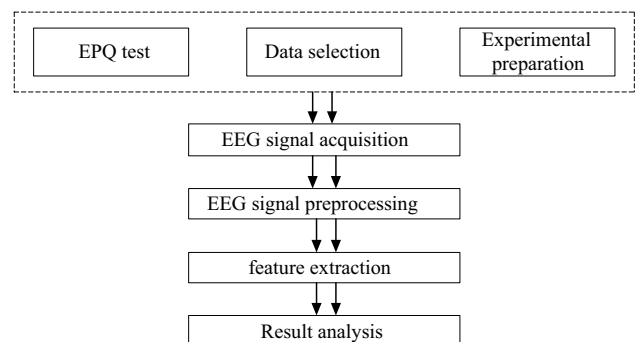 EPQ test
Data selection
Experimental
preparation
EEG signal acquisition
EEG signal preprocessing
feature extraction
Result analysis